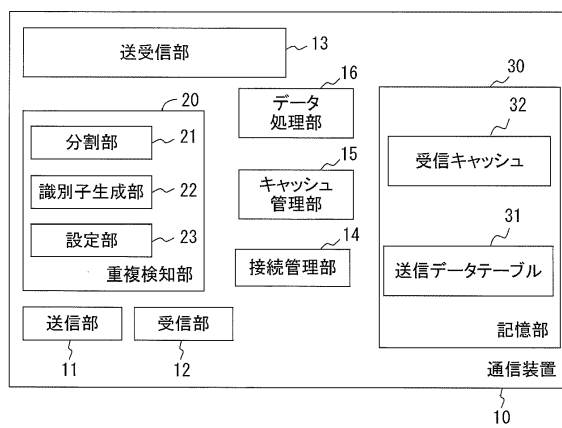 送受信部
13
20
分割部
21
識別子生成部
22
設定部
23
重複検知部
16
データ
処理部
15
キャッシュ
管理部
14
接続管理部
30
32
受信キャッシュ
31
送信データテーブル
記憶部
送信部
受信部
11
12
通信装置
10